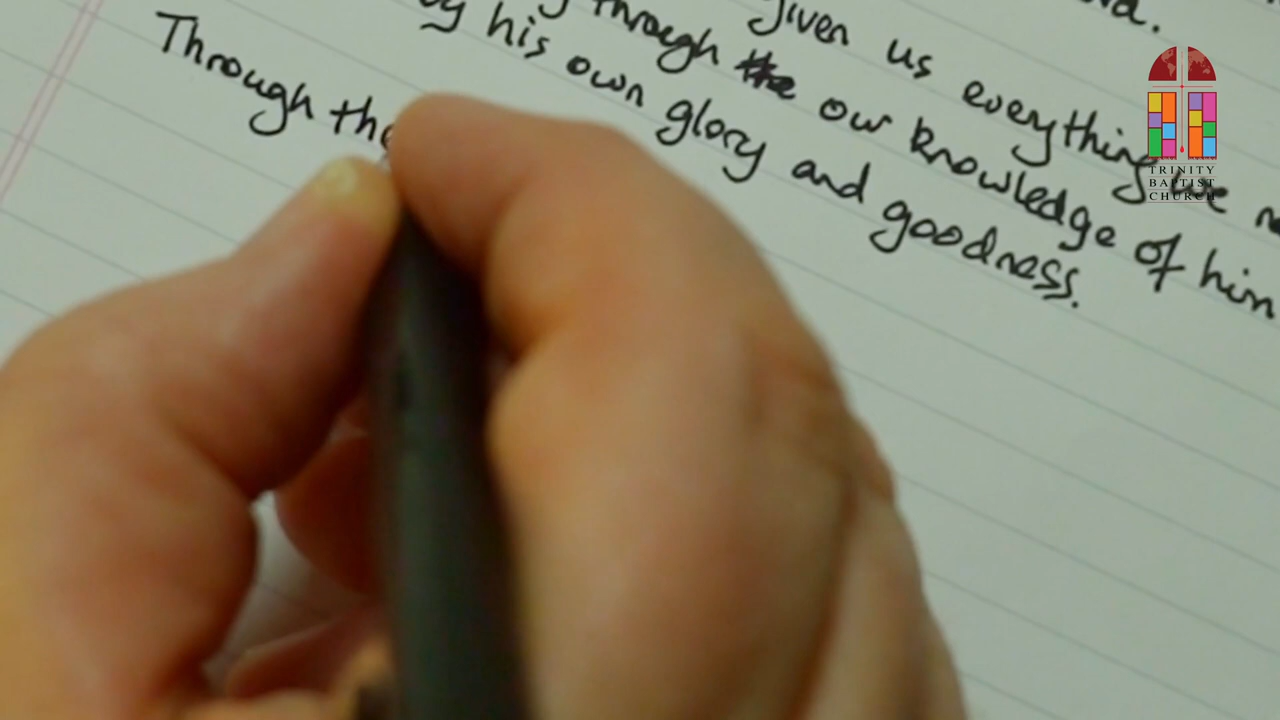 given us everything we
through the our knowledge of him
by his own glory and goodness.
Through the
TRINITY
BAPTIST
CHURCH